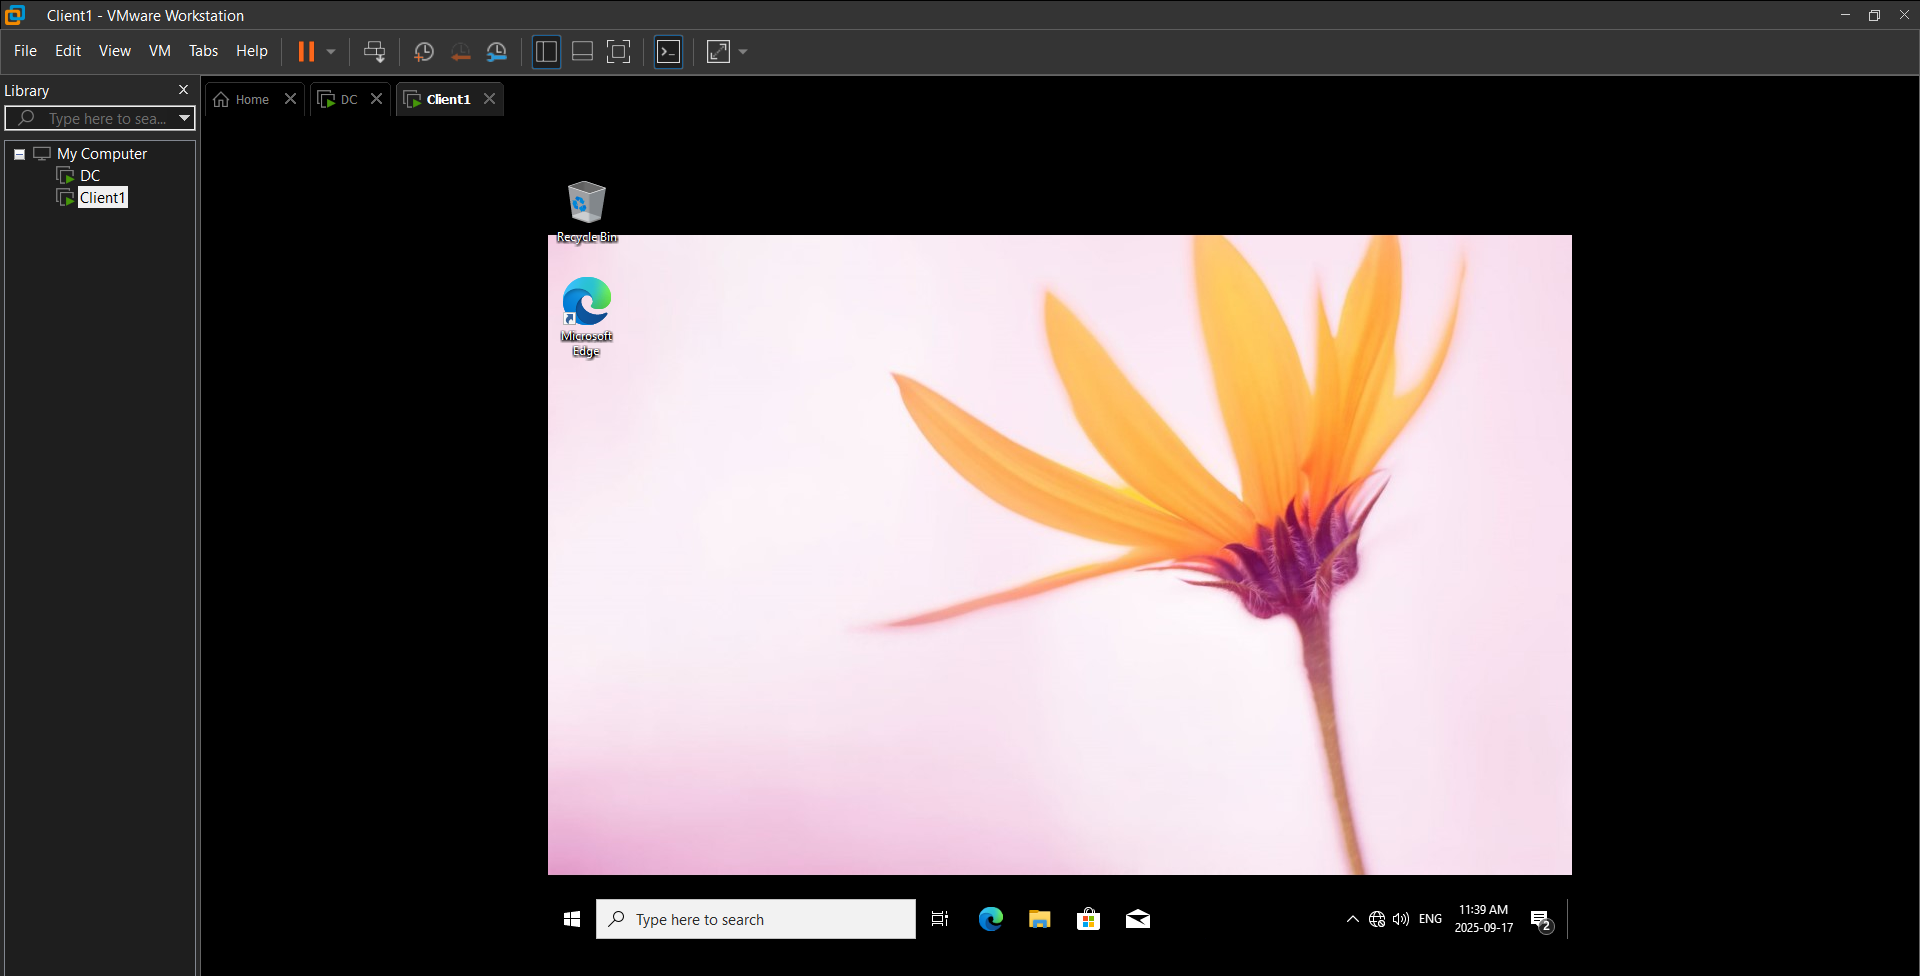 Client1 - VMware Workstation
File Edit View VM Tabs Help
Library
Home DC Client1
Type here to sea...
My Computer
DC
Client1
Recycle Bin
Microsoft
Edge
Type here to search
ENG
11:39 AM
2025-09-17
2